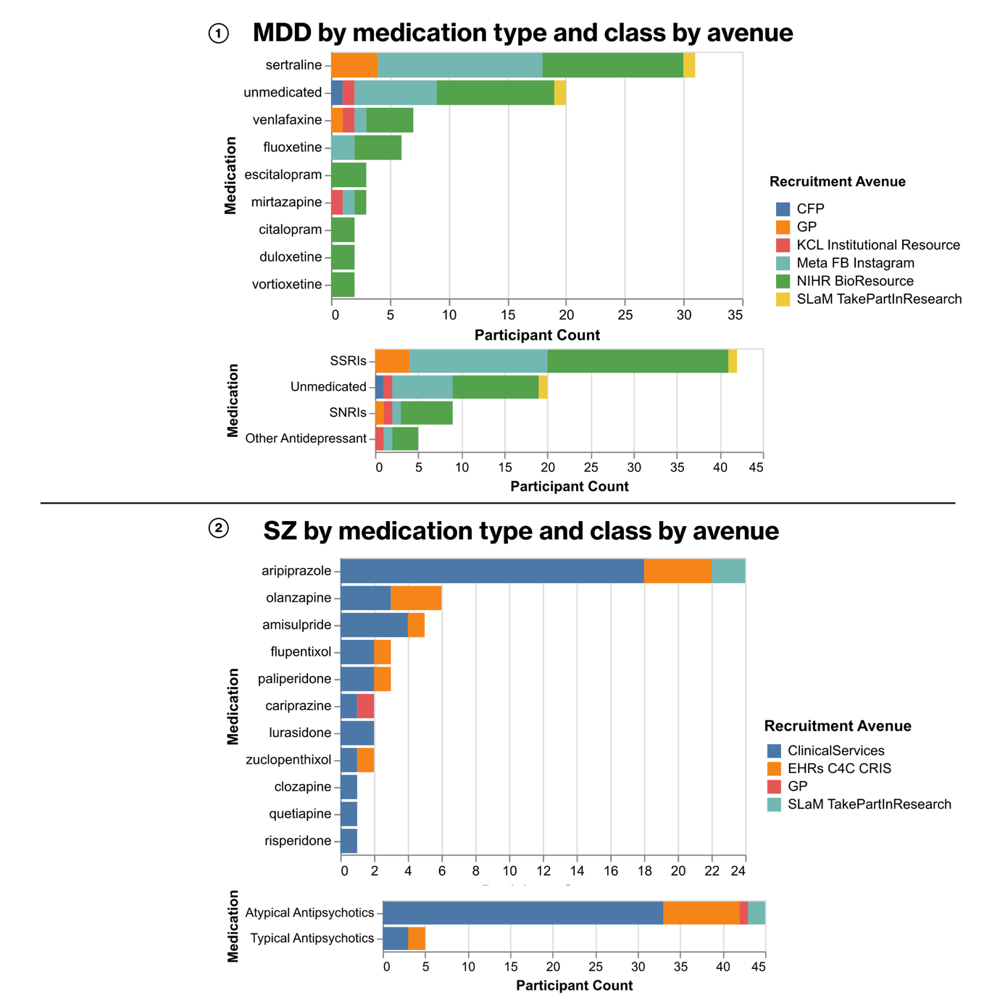 1 MDD by medication type and class by avenue
sertraline
unmedicated
venlafaxine
fluoxetine
escitalopram
mirtazapine
citalopram
duloxetine
vortioxetine
Medication
0 5 10 15 20 25 30 35
Participant Count
Recruitment Avenue
CFP
GP
KCL Institutional Resource
Meta FB Instagram
NIHR BioResource
SLaM TakePartInResearch
SSRIs
Unmedicated
SNRIs
Other Antidepressant
Medication
0 5 10 15 20 25 30 35 40 45
Participant Count
2 SZ by medication type and class by avenue
aripiprazole
olanzapine
amisulpride
flupentixol
paliperidone
cariprazine
lurasidone
zuclopenthixol
clozapine
quetiapine
risperidone
Medication
0 2 4 6 8 10 12 14 16 18 20 22 24
Recruitment Avenue
ClinicalServices
EHRs C4C CRIS
GP
SLaM TakePartInResearch
Atypical Antipsychotics
Typical Antipsychotics
Medication
0 5 10 15 20 25 30 35 40 45
Participant Count